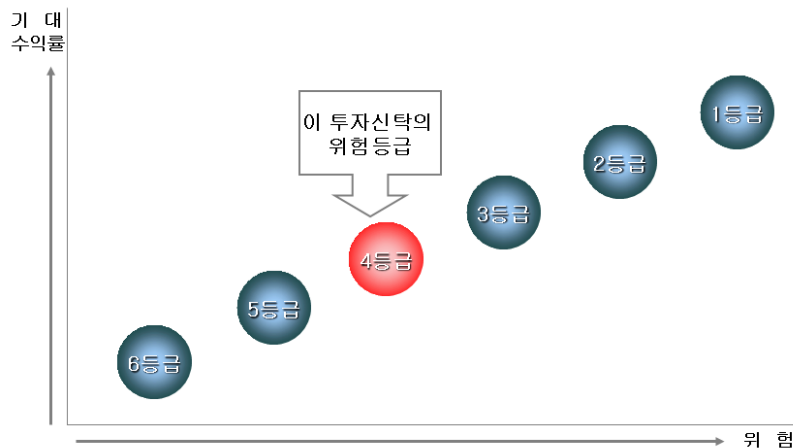 기 대
수익률
이 투자신탁의
위험등급
1등급
2등급
3등급
4등급
5등급
6등급
위 험